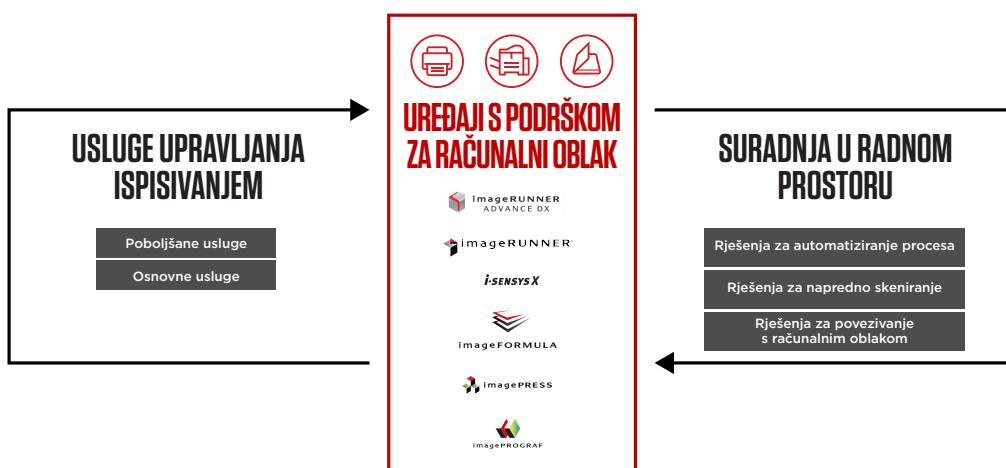 USLUGE UPRAVLJANJA
ISPISIVANJEM
Poboljšane usluge
Osnovne usluge
UREĐAJI S PODRŠKOM
ZA RAČUNALNI OBLAK
imageRUNNER
ADVANCE DX
imageRUNNER
i-SENSYS X
imageFORMULA
imagePRESS
imagePROGRAF
SURADNJA U RADNOM
PROSTORU
Rješenja za automatiziranje procesa
Rješenja za napredno skeniranje
Rješenja za povezivanje
s računalnim oblakom